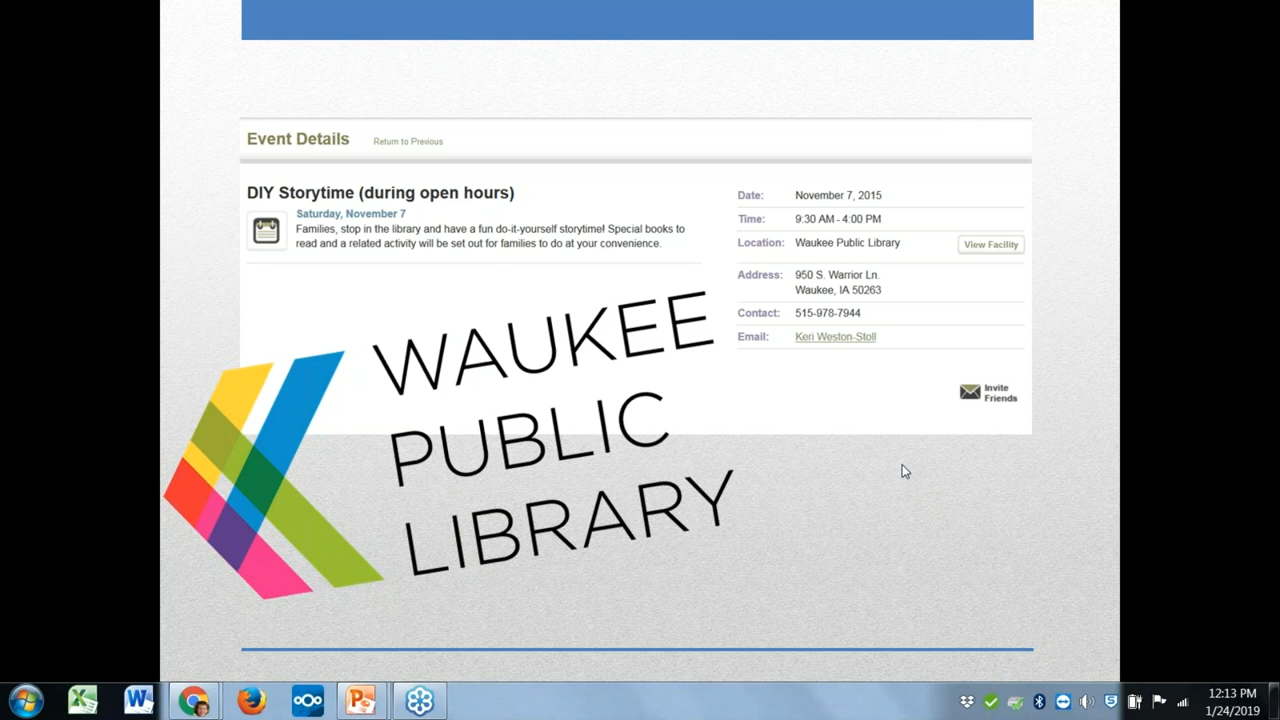 Event Details Return to Previous
DIY Storytime (during open hours)
Saturday, November 7
Families, stop in the library and have a fun do-it-yourself storytime! Special books to
read and a related activity will be set out for families to do at your convenience.
Date: November 7, 2015
Time: 9:30 AM - 4:00 PM
Location: Waukee Public Library View Facility
Address: 950 S. Warrior Ln.
Waukee, IA 50263
Contact: 515-978-7944
Email: Keri Weston-Stoll
Invite
Friends
WAUKEE
PUBLIC
LIBRARY
12:13 PM
1/24/2019